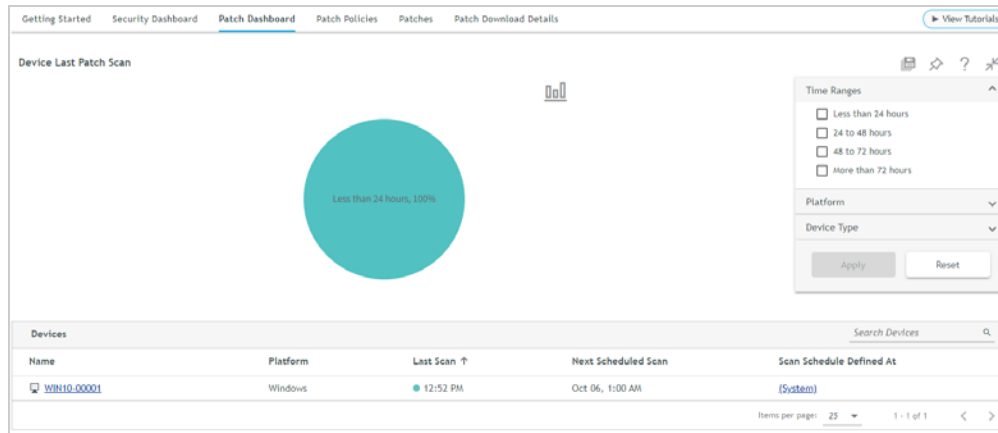 Getting Started Security Dashboard Patch Dashboard Patch Policies Patches Patch Download Details View Tutorials
Device Last Patch Scan
Time Ranges
Less than 24 hours
24 to 48 hours
48 to 72 hours
More than 72 hours
Less than 24 hours, 100%
Platform
Device Type
Apply Reset
Devices Search Devices
Name Platform Last Scan ↑ Next Scheduled Scan Scan Schedule Defined At
WIN10-00001 Windows 12:52 PM Oct 06, 1:00 AM (System)
Items per page: 25 1 - 1 of 1